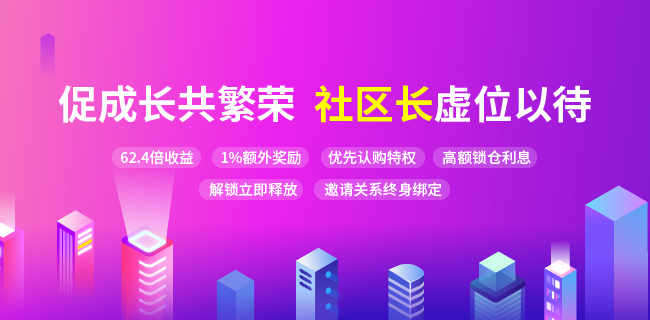 促成长共繁荣 社区长虚位以待
62.4倍收益 1%额外奖励 优先认购特权 高额锁仓利息
解锁立即释放 邀请关系终身绑定